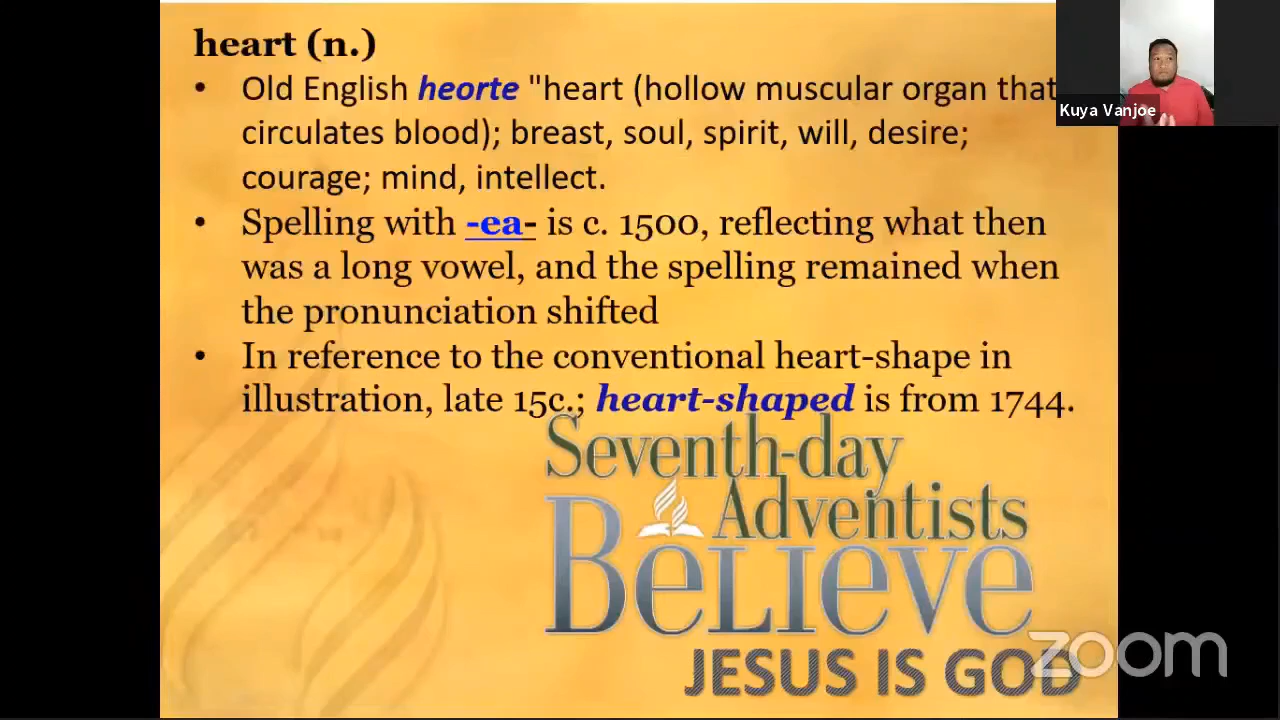 heart (n.)
• Old English heorte "heart (hollow muscular organ that
circulates blood); breast, soul, spirit, will, desire;
courage; mind, intellect.
• Spelling with -ea- is c. 1500, reflecting what then
was a long vowel, and the spelling remained when
the pronunciation shifted
• In reference to the conventional heart-shape in
illustration, late 15c.; heart-shaped is from 1744.
Seventh-day
Adventists
BeLIeve
JESUS IS GOD
Kuya Vanjoe
zoom